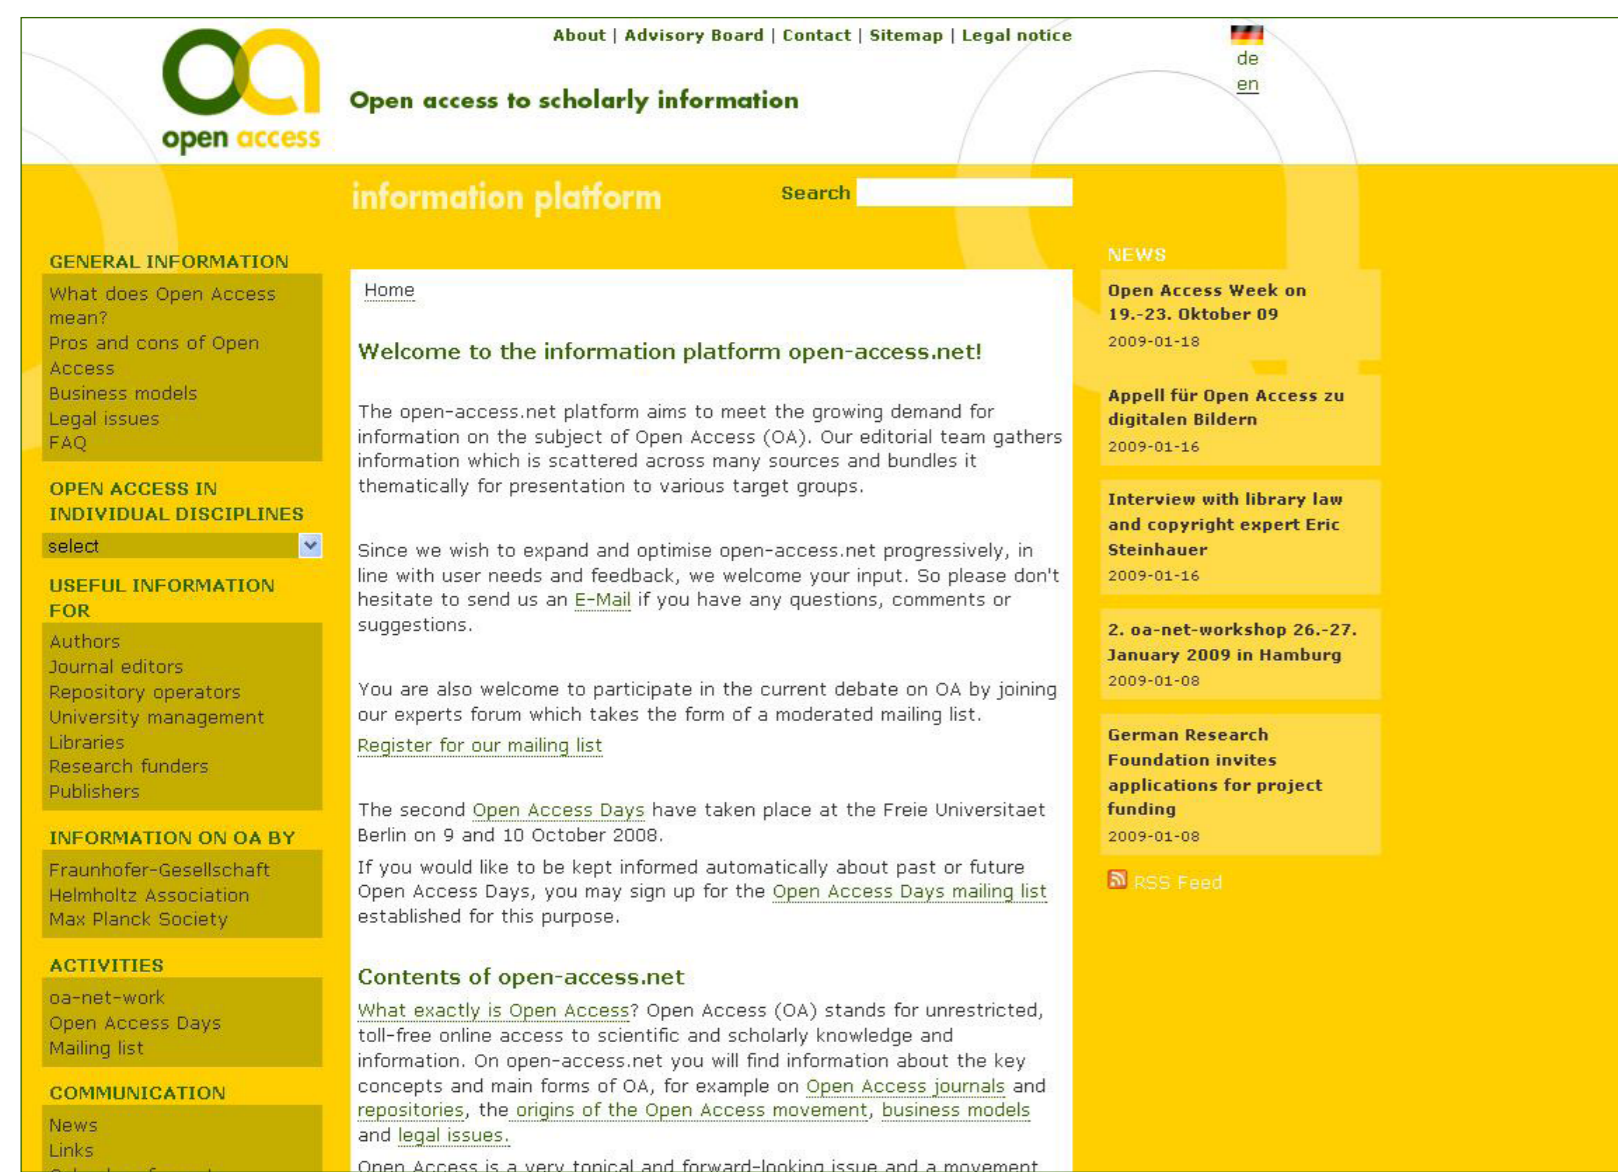 About | Advisory Board | Contact | Sitemap | Legal notice
de
en
oa
open access
Open access to scholarly information
information platform
Search
GENERAL INFORMATION
What does Open Access
mean?
Pros and cons of Open
Access
Business models
Legal issues
FAQ
OPEN ACCESS IN
INDIVIDUAL DISCIPLINES
select
USEFUL INFORMATION
FOR
Authors
Journal editors
Repository operators
University management
Libraries
Research funders
Publishers
INFORMATION ON OA BY
Fraunhofer-Gesellschaft
Helmholtz Association
Max Planck Society
ACTIVITIES
oa-net-work
Open Access Days
Mailing list
COMMUNICATION
News
Links
Home
Welcome to the information platform open-access.net!
The open-access.net platform aims to meet the growing demand for
information on the subject of Open Access (OA). Our editorial team gathers
information which is scattered across many sources and bundles it
thematically for presentation to various target groups.
Since we wish to expand and optimise open-access.net progressively, in
line with user needs and feedback, we welcome your input. So please don't
hesitate to send us an E-Mail if you have any questions, comments or
suggestions.
You are also welcome to participate in the current debate on OA by joining
our experts forum which takes the form of a moderated mailing list.
Register for our mailing list
The second Open Access Days have taken place at the Freie Universitaet
Berlin on 9 and 10 October 2008.
If you would like to be kept informed automatically about past or future
Open Access Days, you may sign up for the Open Access Days mailing list
established for this purpose.
Contents of open-access.net
What exactly is Open Access? Open Access (OA) stands for unrestricted,
toll-free online access to scientific and scholarly knowledge and
information. On open-access.net you will find information about the key
concepts and main forms of OA, for example on Open Access journals and
repositories, the origins of the Open Access movement, business models
and legal issues.
Open Access is a very topical and forward-looking issue and a movement
NEWS
Open Access Week on
19.-23. Oktober 09
2009-01-18
Appell für Open Access zu
digitalen Bildern
2009-01-16
Interview with library law
and copyright expert Eric
Steinhauer
2009-01-16
2. oa-net-workshop 26.-27.
January 2009 in Hamburg
2009-01-08
German Research
Foundation invites
applications for project
funding
2009-01-08
RSS Feed